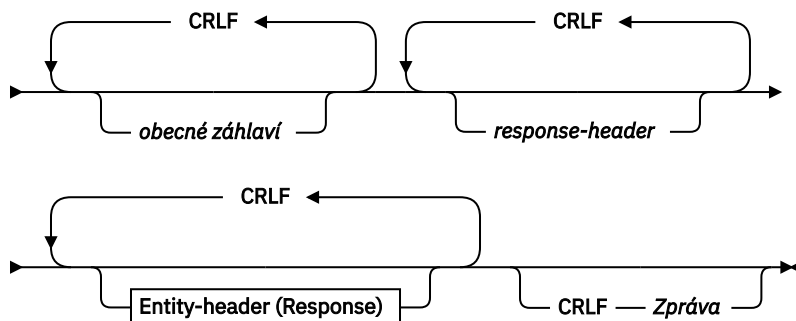 CRLF CRLF
obecné záhlaví response-header
CRLF
Entity-header (Response) CRLF Zpráva